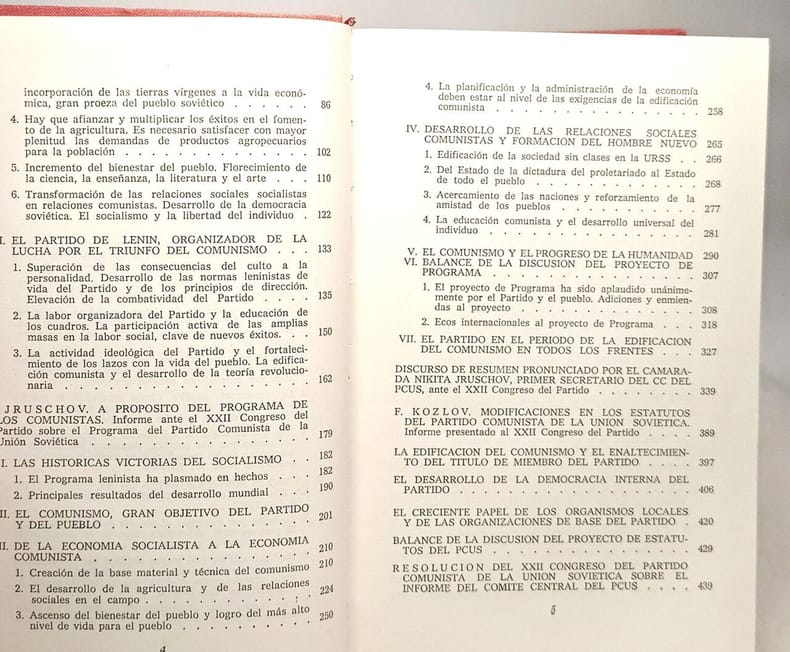 incorporación de las tierras vírgenes a la vida econó-
mica, gran proeza del pueblo soviético . . . . . . 86
4. Hay que afianzar y multiplicar los éxitos en el fomen-
to de la agricultura. Es necesario satisfacer con mayor
plenitud las demandas de productos agropecuarios
para la población . . . . . . . . . . . . . 102
5. Incremento del bienestar del pueblo. Florecimiento de
la ciencia, la enseñanza, la literatura y el arte . . . . 110
6. Transformación de las relaciones sociales socialistas
en relaciones comunistas. Desarrollo de la democracia
soviética. El socialismo y la libertad del individuo . . 122
I. EL PARTIDO DE LENIN, ORGANIZADOR DE LA
LUCHA POR EL TRIUNFO DEL COMUNISMO . . . 133
1. Superación de las consecuencias del culto a la
personalidad. Desarrollo de las normas leninistas de
vida del Partido y de los principios de dirección.
Elevación de la combatividad del Partido . . . . 135
2. La labor organizadora del Partido y la educación de
los cuadros. La participación activa de las amplias
masas en la labor social, clave de nuevos éxitos. . . 150
3. La actividad ideológica del Partido y el fortaleci-
miento de los lazos con la vida del pueblo. La edifica-
ción comunista y el desarrollo de la teoría revolucio-
naria . . . . . . . . . . . . . . . . . 162
JRUSCHOV. A PROPOSITO DEL PROGRAMA DE
LOS COMUNISTAS. Informe ante el XXII Congreso del
Partido sobre el Programa del Partido Comunista de la
Unión Soviética . . . . . . . . . . . . . . 179
I. LAS HISTORICAS VICTORIAS DEL SOCIALISMO . . 182
1. El Programa leninista ha plasmado en hechos . . . 182
2. Principales resultados del desarrollo mundial . . . 190
II. EL COMUNISMO, GRAN OBJETIVO DEL PARTIDO
Y DEL PUEBLO . . . . . . . . . . . . . 201
II. DE LA ECONOMIA SOCIALISTA A LA ECONOMIA
COMUNISTA . . . . . . . . . . . . . . 210
1. Creación de la base material y técnica del comunismo 210
2. El desarrollo de la agricultura y de las relaciones
sociales en el campo . . . . . . . . . . . 224
3. Ascenso del bienestar del pueblo y logro del más alto
nivel de vida para el pueblo . . . . . . . . . 250
4
4. La planificación y la administración de la economía
deben estar al nivel de las exigencias de la edificación
comunista . . . . . . . . . . . . . . . 258
IV. DESARROLLO DE LAS RELACIONES SOCIALES
COMUNISTAS Y FORMACION DEL HOMBRE NUEVO 265
1. Edificación de la sociedad sin clases en la URSS . . 266
2. Del Estado de la dictadura del proletariado al Estado
de todo el pueblo . . . . . . . . . . . . 268
3. Acercamiento de las naciones y reforzamiento de la
amistad de los pueblos . . . . . . . . . . 277
4. La educación comunista y el desarrollo universal del
individuo . . . . . . . . . . . . . . . 281
V. EL COMUNISMO Y EL PROGRESO DE LA HUMANIDAD 290
VI. BALANCE DE LA DISCUSION DEL PROYECTO DE
PROGRAMA . . . . . . . . . . . . . . . 307
1. El proyecto de Programa ha sido aplaudido unánime-
mente por el Partido y el pueblo. Adiciones y enmien-
das al proyecto . . . . . . . . . . . . . 308
2. Ecos internacionales al proyecto de Programa . . . 318
VII. EL PARTIDO EN EL PERIODO DE LA EDIFICACION
DEL COMUNISMO EN TODOS LOS FRENTES . . . 327
DISCURSO DE RESUMEN PRONUNCIADO POR EL CAMARA-
DA NIKITA JRUSCHOV, PRIMER SECRETARIO DEL CC DEL
PCUS, ante el XXII Congreso del Partido . . . . . . 339
F. KOZLOV. MODIFICACIONES EN LOS ESTATUTOS
DEL PARTIDO COMUNISTA DE LA UNION SOVIETICA.
Informe presentado al XXII Congreso del Partido . . . 389
LA EDIFICACION DEL COMUNISMO Y EL ENALTECIMIEN-
TO DEL TITULO DE MIEMBRO DEL PARTIDO . . . . 397
EL DESARROLLO DE LA DEMOCRACIA INTERNA DEL
PARTIDO . . . . . . . . . . . . . . . . 406
EL CRECIENTE PAPEL DE LOS ORGANISMOS LOCALES
Y DE LAS ORGANIZACIONES DE BASE DEL PARTIDO . 420
BALANCE DE LA DISCUSION DEL PROYECTO DE ESTATU-
TOS DEL PCUS . . . . . . . . . . . . . . 429
RESOLUCION DEL XXII CONGRESO DEL PARTIDO
COMUNISTA DE LA UNION SOVIETICA SOBRE EL
INFORME DEL COMITE CENTRAL DEL PCUS . . . . 439
5